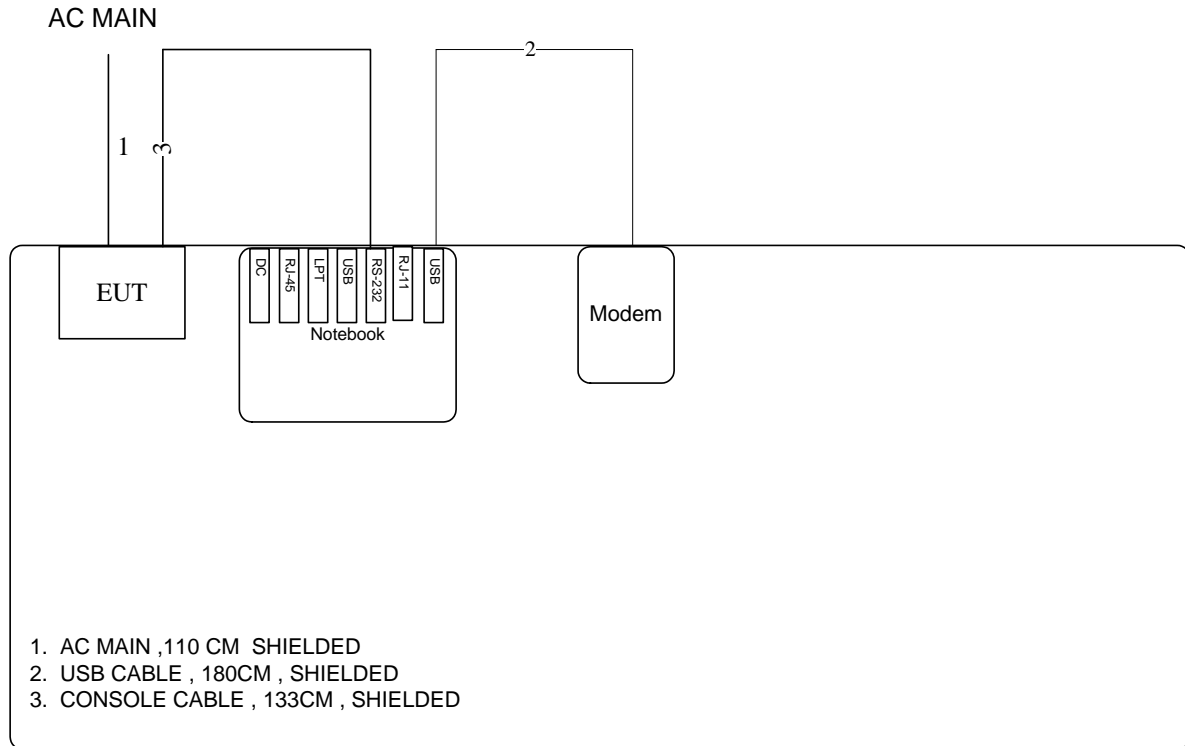 AC MAIN
2
1
3
EUT
DC
RJ-45
LPT
USB
RS-232
RJ-11
USB
Notebook
Modem
1. AC MAIN ,110 CM SHIELDED
2. USB CABLE , 180CM , SHIELDED
3. CONSOLE CABLE , 133CM , SHIELDED